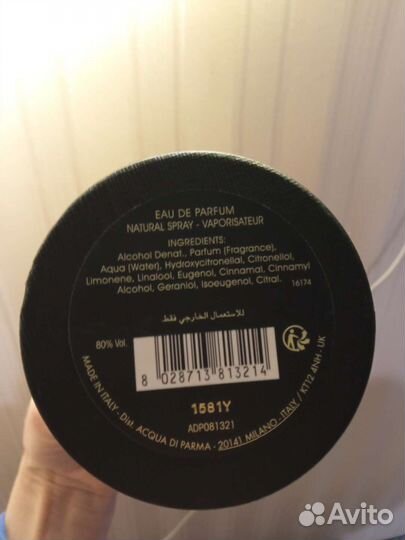 EAU DE PARFUM
NATURAL SPRAY - VAPORISATEUR
INGREDIENTS:
Alcohol Denat., Parfum (Fragrance),
Aqua (Water), Hydroxycitronellal, Citronellol,
Limonene, Linalool, Eugenol, Cinnamal, Cinnamyl
Alcohol, Geraniol, Isoeugenol, Citral.
16174
للاستعمال الخارجي فقط
80% Vol.
8 028713 813214
1581Y
ADP081321
MADE IN ITALY - Dist. ACQUA DI PARMA - 20141 MILANO - ITALY / KT12 4NH - UK
Avito